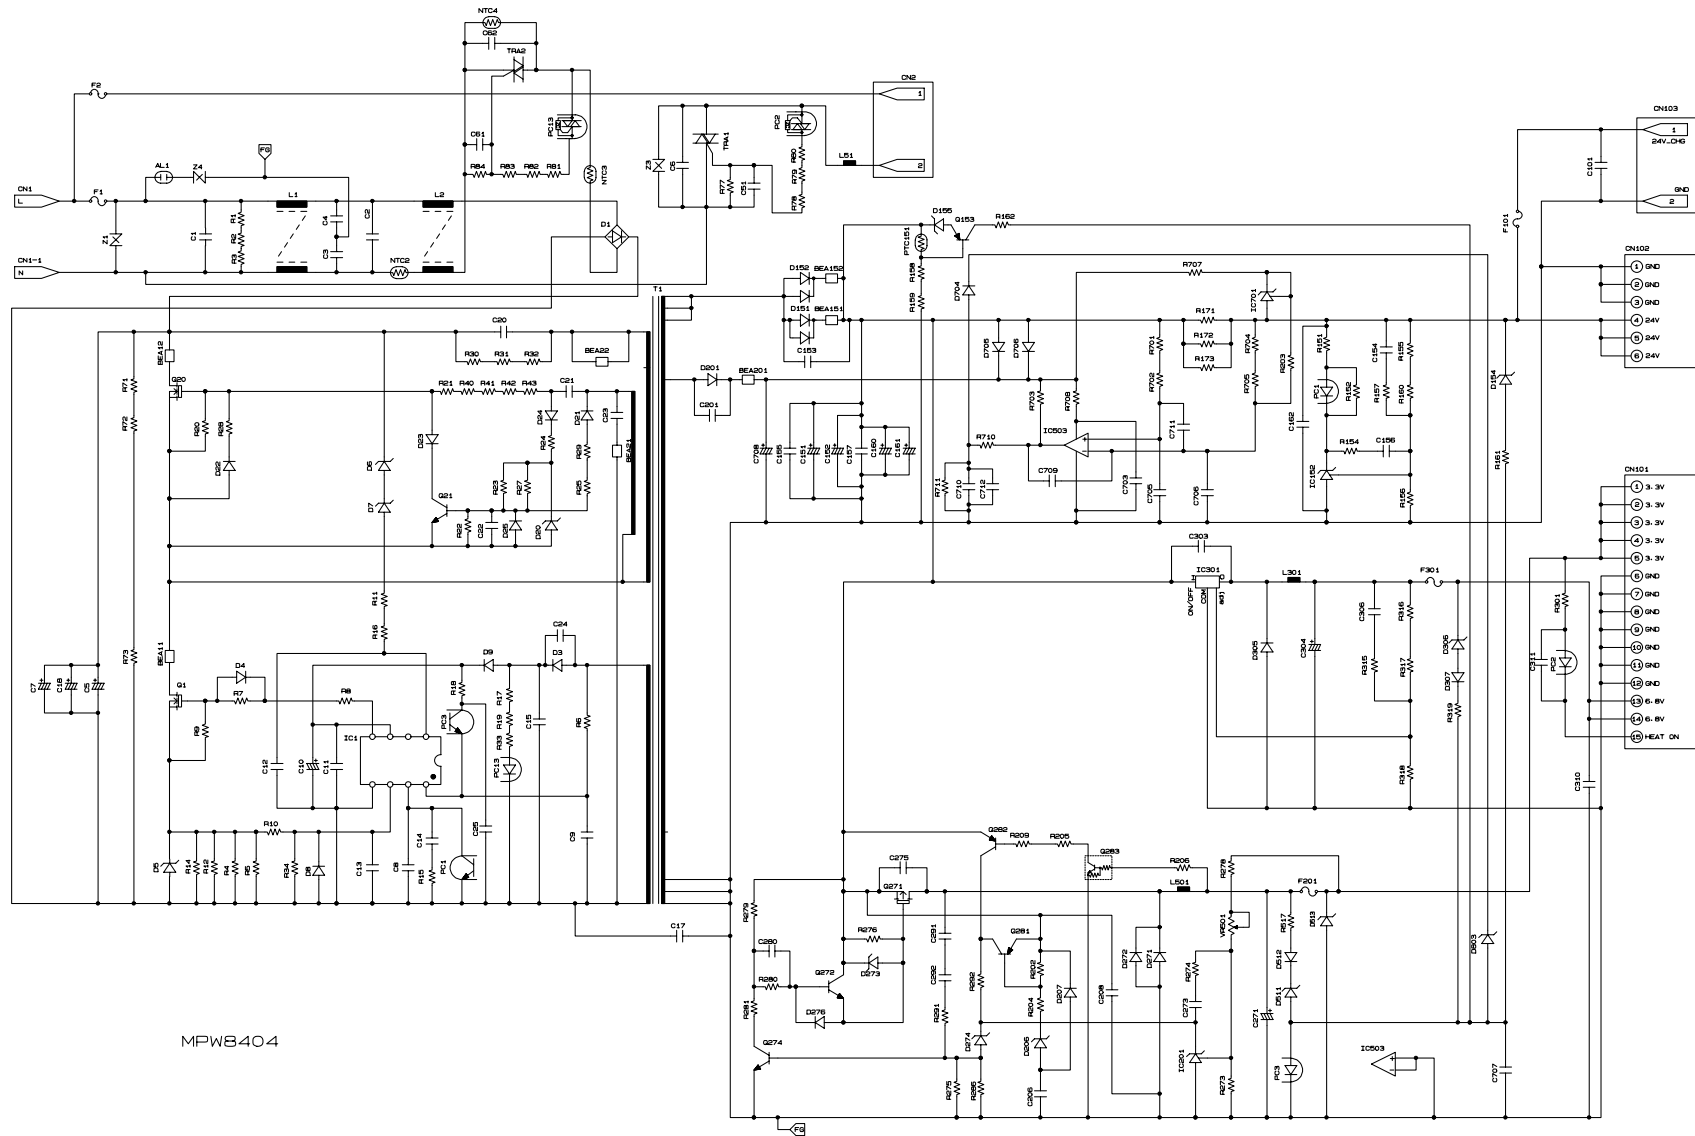 NTC4
C62
TRA2
F2
CN2
1
PC13
C61
R84 R83 R82 R81
NTC3
Z3
C6
TRA1
PC2
R80
R79
R78
R77
C51
L51
2
CN103
1
24V_CHG
C101
GND
2
F101
FG
AL1
Z4
CN1
L
F1
L1
L2
Z1
C1
R1
R2
R3
C4
C3
C2
D1
CN1-1
N
NTC2
D155
Q153
R162
PTC151
R158
R159
D152
BEA152
D151
BEA151
C153
D704
R707
IC701
R171
R172
R173
R704
R705
R203
R701
R702
D705
D706
R703
R708
CN102
1 GND
2 GND
3 GND
4 24V
5 24V
6 24V
T1
C20
R30 R31 R32
BEA22
BEA12
R71
R72
Q20
R20
R28
D22
R21 R40 R41 R42 R43
C21
D23
D24
R24
D21
R29
R25
C23
BEA21
D6
D7
R23
R27
Q21
R22
C22
D25
D20
D201
BEA201
C201
C708
C155
C151
C152
C157
C160
C161
R710
IC503
C709
R711
C710
C712
C703
C705
C711
C706
R151
PC1
R152
C162
C154
R157
R155
R160
R154
C156
IC152
R156
D154
R161
CN101
1 3.3V
2 3.3V
3 3.3V
4 3.3V
5 3.3V
6 GND
7 GND
8 GND
9 GND
10 GND
11 GND
12 GND
13 6.8V
14 6.8V
15 HEAT ON
C303
IC301
I
O
ON/OFF
COM
adj
L301
F301
D305
C304
C306
R315
R316
R317
R318
D306
D307
R319
R301
C311
PC2
C310
R11
R16
BEA11
R73
C7
C18
C5
Q1
D4
R7
R8
R9
D9
C24
D3
R18
PC3
R17
R19
R33
PC13
C15
R6
IC1
C12
C10
C11
R10
D5
R14
R12
R4
R5
R34
D8
C13
C8
C14
R15
PC1
C25
C9
C17
Q282
R209
R205
Q283
R206
C275
Q271
L501
R278
F201
R279
C280
R280
R281
Q272
R276
D273
D276
Q274
C291
C292
R291
R292
Q281
R202
R204
D207
D274
D206
C206
R275
R286
C208
D272
D271
VR501
R274
C273
IC201
R273
C271
R517
D512
D511
D513
PC3
D803
IC503
C707
MPW8404
FG